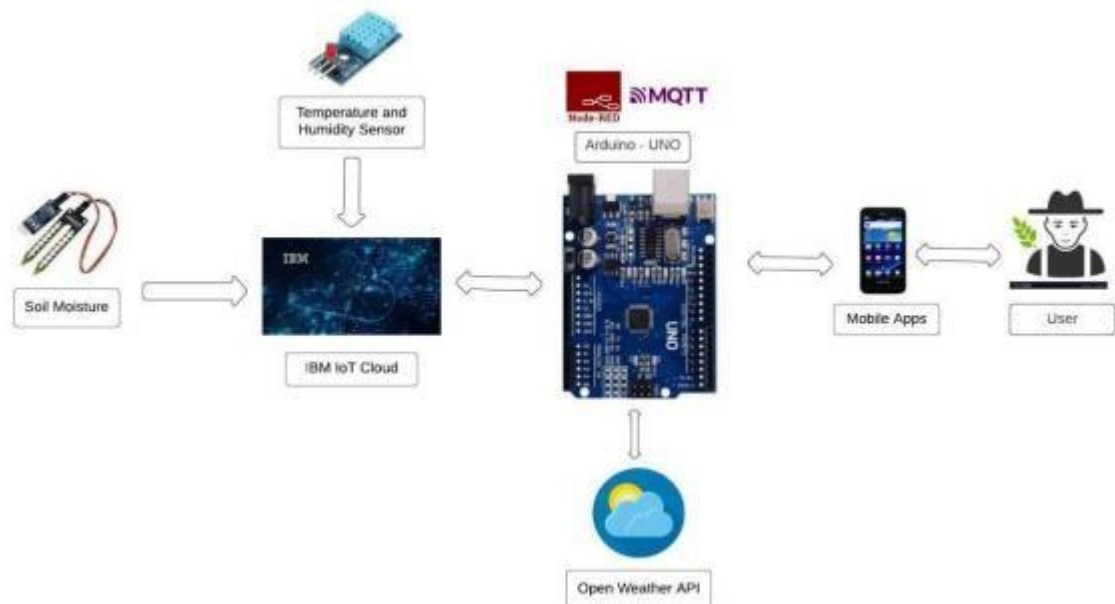 Temperature and
Humidity Sensor
Node-RED
MQTT
Arduino - UNO
IBM
Soil Moisture
IBM IoT Cloud
UNO
Mobile Apps
User
Open Weather API